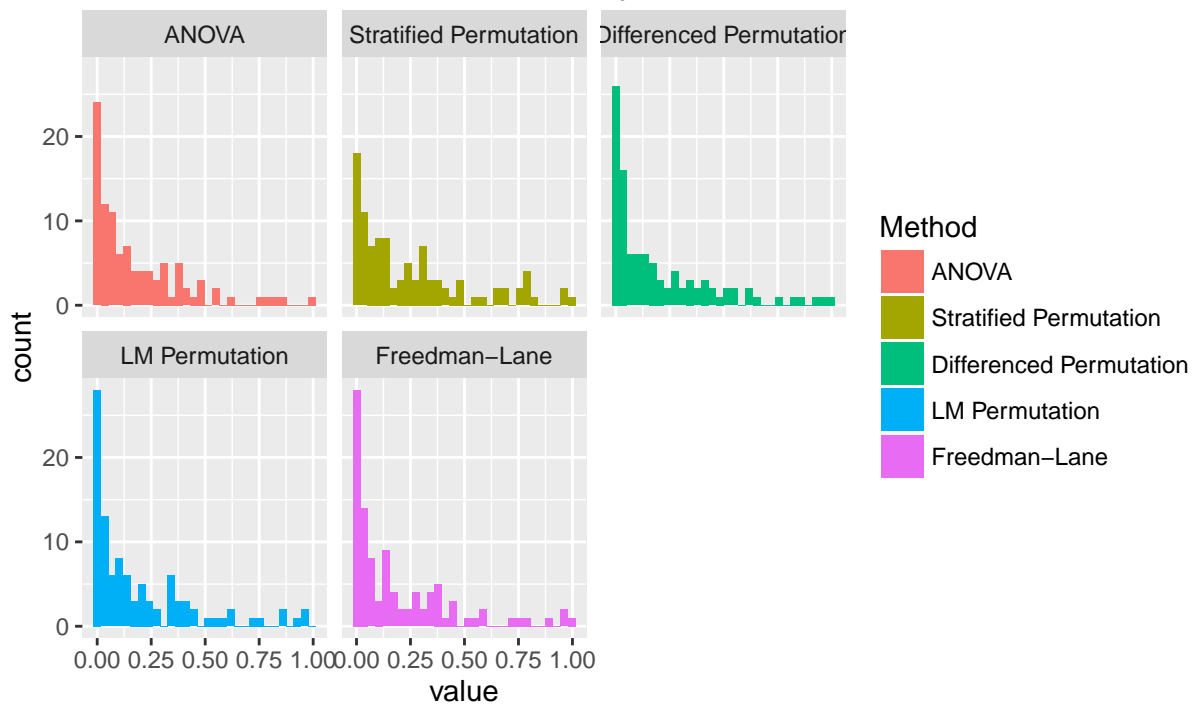 ANOVA
Stratified Permutation
Differenced Permutation
20
10
0
LM Permutation
Freedman−Lane
20
10
0
0.00 0.25 0.50 0.75 1.00
0.00 0.25 0.50 0.75 1.00
count
value
Method
ANOVA
Stratified Permutation
Differenced Permutation
LM Permutation
Freedman−Lane